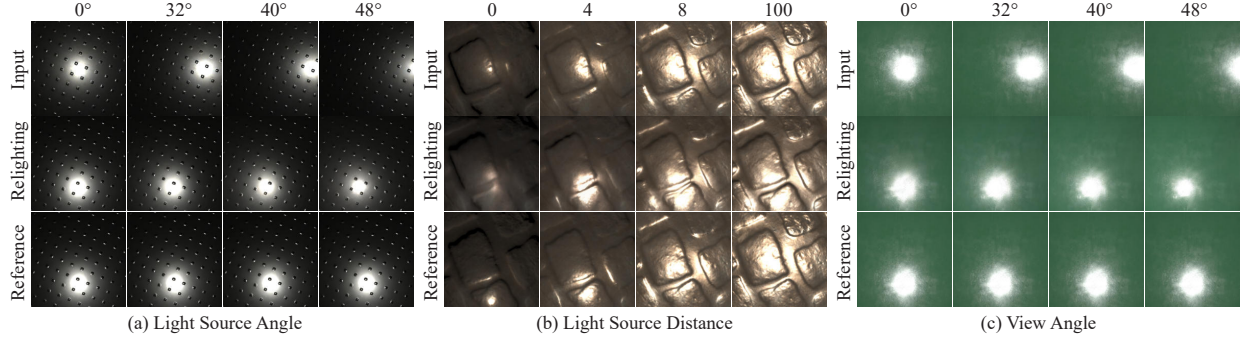 0° 32° 40° 48° 0 4 8 100 0° 32° 40° 48°
Input Input Input
Relighting Relighting Relighting
Reference Reference Reference
(a) Light Source Angle (b) Light Source Distance (c) View Angle